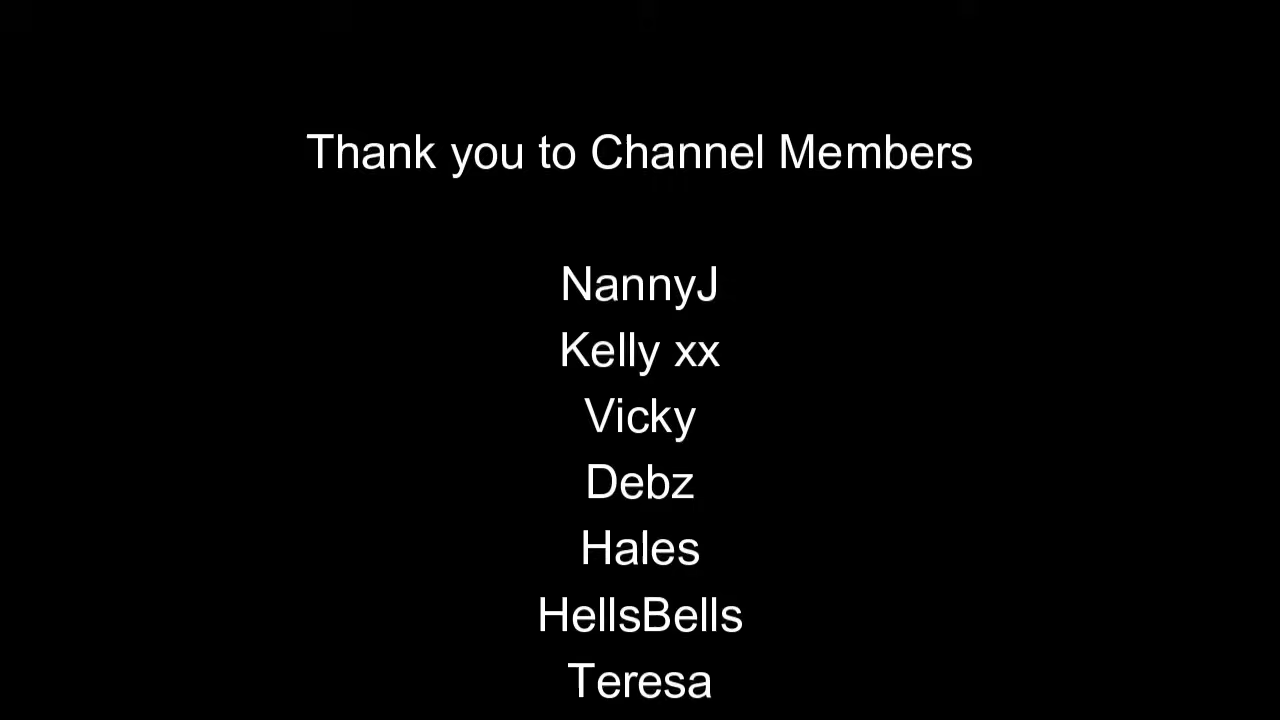 Thank you to Channel Members
NannyJ
Kelly xx
Vicky
Debz
Hales
HellsBells
Teresa